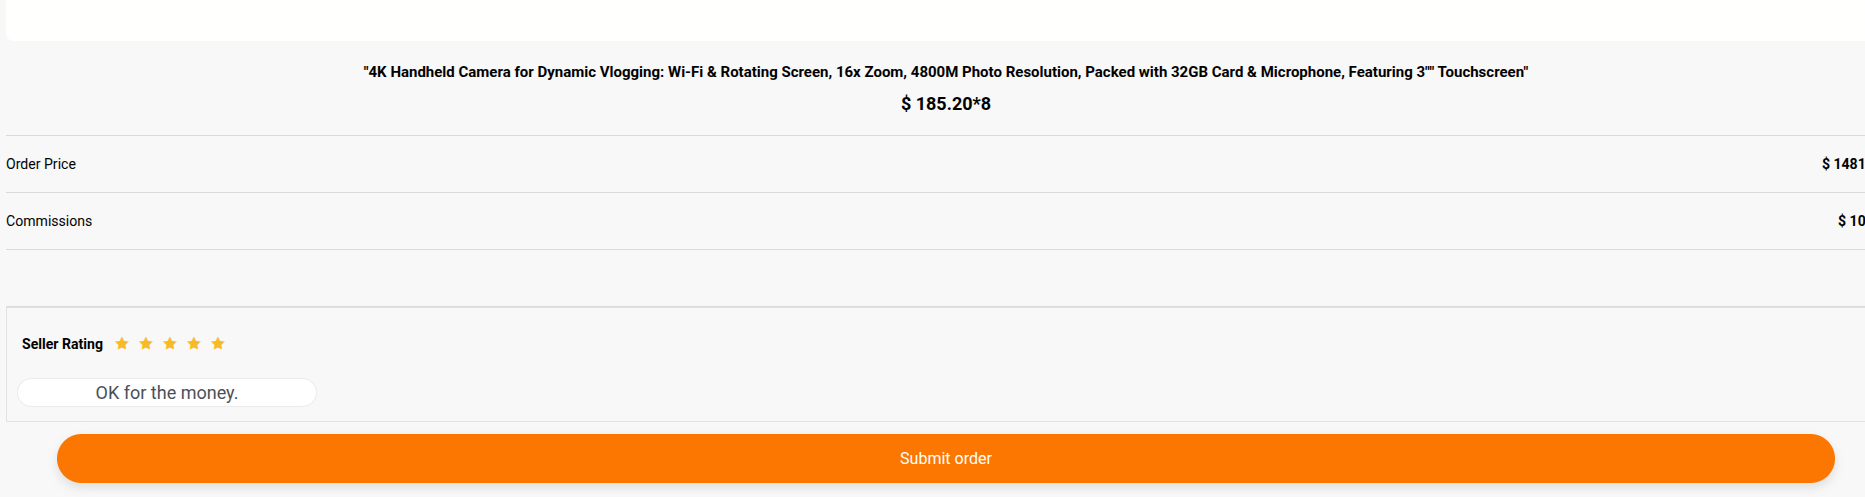 "4K Handheld Camera for Dynamic Vlogging: Wi-Fi & Rotating Screen, 16x Zoom, 4800M Photo Resolution, Packed with 32GB Card & Microphone, Featuring 3"" Touchscreen"
$ 185.20*8
Order Price $ 1481
Commissions $ 10
Seller Rating
OK for the money.
Submit order